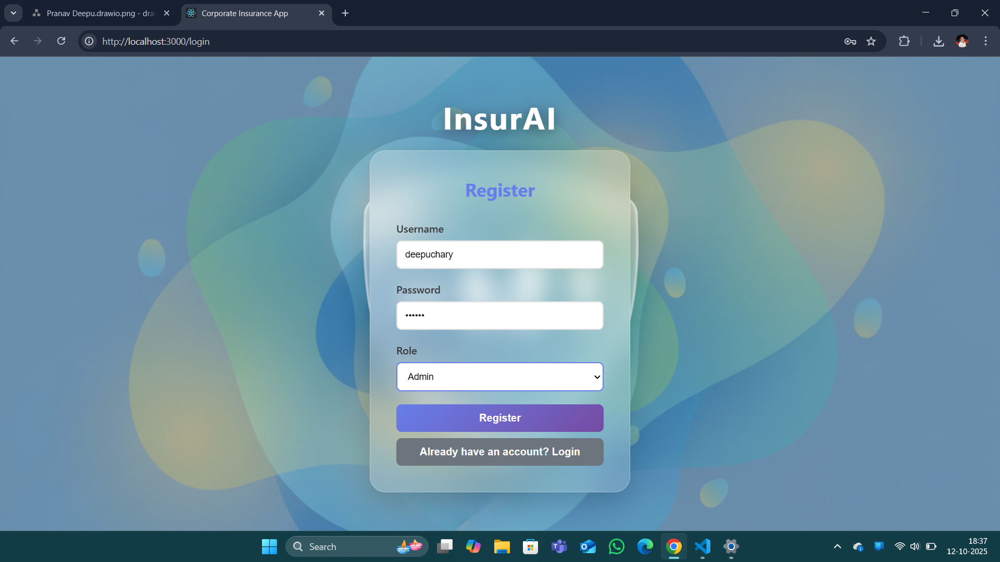 Pranav Deepu.drawio.png - dra
Corporate Insurance App
http://localhost:3000/login
InsurAI
Register
Username
deepuchary
Password
••••••
Role
Admin
Register
Already have an account? Login
Search
18:37
12-10-2025